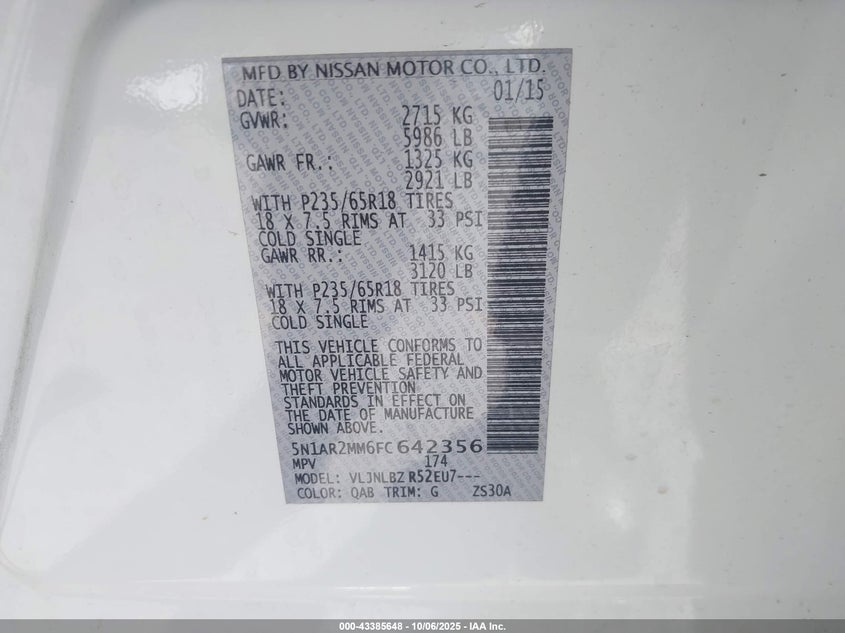 MFD BY NISSAN MOTOR CO., LTD.
DATE: 01/15
GVWR: 2715 KG
5986 LB
GAWR FR.: 1325 KG
2921 LB
WITH P235/65R18 TIRES
18 X 7.5 RIMS AT 33 PSI
COLD SINGLE
GAWR RR.: 1415 KG
3120 LB
WITH P235/65R18 TIRES
18 X 7.5 RIMS AT 33 PSI
COLD SINGLE
THIS VEHICLE CONFORMS TO
ALL APPLICABLE FEDERAL
MOTOR VEHICLE SAFETY AND
THEFT PREVENTION
STANDARDS IN EFFECT ON
THE DATE OF MANUFACTURE
SHOWN ABOVE.
5N1AR2MM6FC642356
MPV 174
MODEL: VLJNLBZ R52EU7---
COLOR: QAB TRIM: G ZS30A
000-43385648 - 10/06/2025 - IAA Inc.